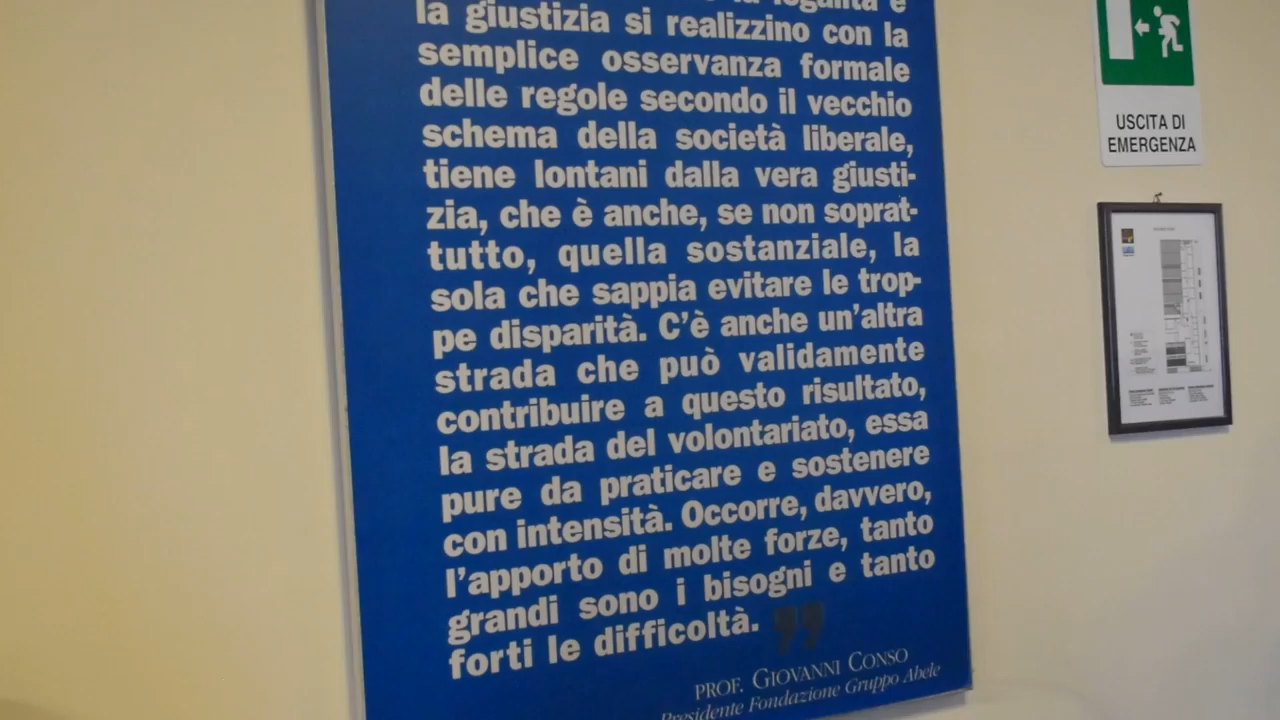 legalità e
la giustizia si realizzino con la
semplice osservanza formale
delle regole secondo il vecchio
schema della società liberale,
tiene lontani dalla vera giusti-
zia, che è anche, se non soprat-
tutto, quella sostanziale, la
sola che sappia evitare le trop-
pe disparità. C'è anche un'altra
strada che può validamente
contribuire a questo risultato,
la strada del volontariato, essa
pure da praticare e sostenere
con intensità. Occorre, davvero,
l'apporto di molte forze, tanto
grandi sono i bisogni e tanto
forti le difficoltà. ”
PROF. GIOVANNI CONSO
Presidente Fondazione Gruppo Abele
USCITA DI
EMERGENZA